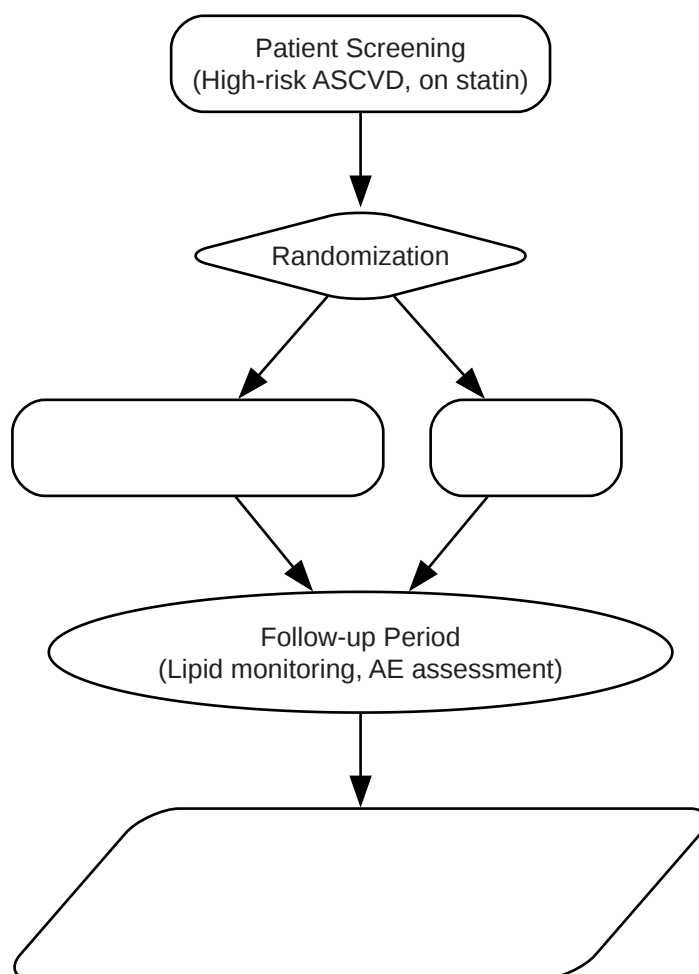 Patient Screening
(High-risk ASCVD, on statin)
Randomization
Follow-up Period
(Lipid monitoring, AE assessment)